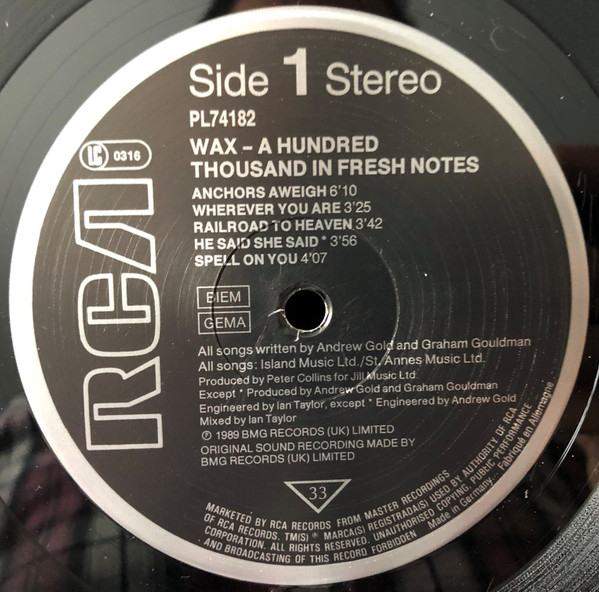 Side 1 Stereo
PL74182
WAX – A HUNDRED
THOUSAND IN FRESH NOTES
ANCHORS AWEIGH 6'10
WHEREVER YOU ARE 3'25
RAILROAD TO HEAVEN 3'42
HE SAID SHE SAID * 3'56
SPELL ON YOU 4'07
LC 0316
RCA
BIEM
GEMA
All songs written by Andrew Gold and Graham Gouldman
All songs: Island Music Ltd./St. Annes Music Ltd.
Produced by Peter Collins for Jill Music Ltd.
Except * Produced by Andrew Gold and Graham Gouldman
Engineered by Ian Taylor, except * Engineered by Andrew Gold
Mixed by Ian Taylor
℗ 1989 BMG RECORDS (UK) LIMITED
ORIGINAL SOUND RECORDING MADE BY
BMG RECORDS (UK) LIMITED
33
MARKETED BY RCA RECORDS FROM MASTER RECORDINGS
OF RCA RECORDS. TM(S) ® MARCA(S) REGISTRADA(S) USED BY AUTHORITY OF RCA
CORPORATION. ALL RIGHTS RESERVED. UNAUTHORISED COPYING, PUBLIC PERFORMANCE
AND BROADCASTING OF THIS RECORD FORBIDDEN Made in Germany. Fabriqué en Allemagne